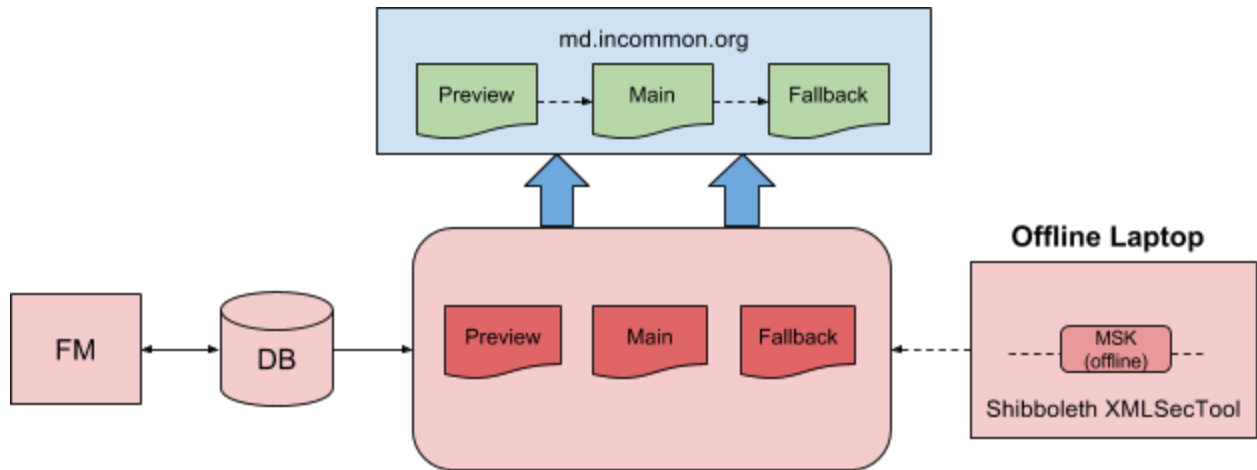 md.incommon.org
Preview
Main
Fallback
Offline Laptop
FM
DB
Preview
Main
Fallback
MSK
(offline)
Shibboleth XMLSecTool